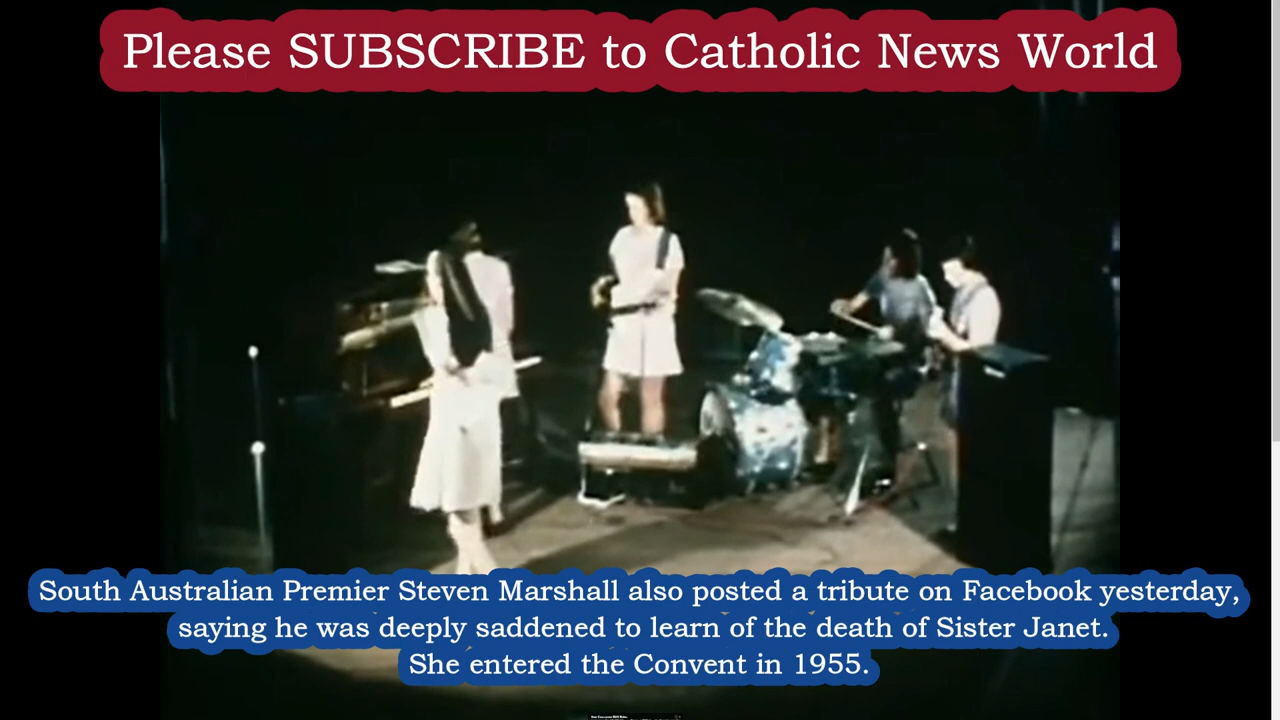 Please SUBSCRIBE to Catholic News World
South Australian Premier Steven Marshall also posted a tribute on Facebook yesterday,
saying he was deeply saddened to learn of the death of Sister Janet.
She entered the Convent in 1955.